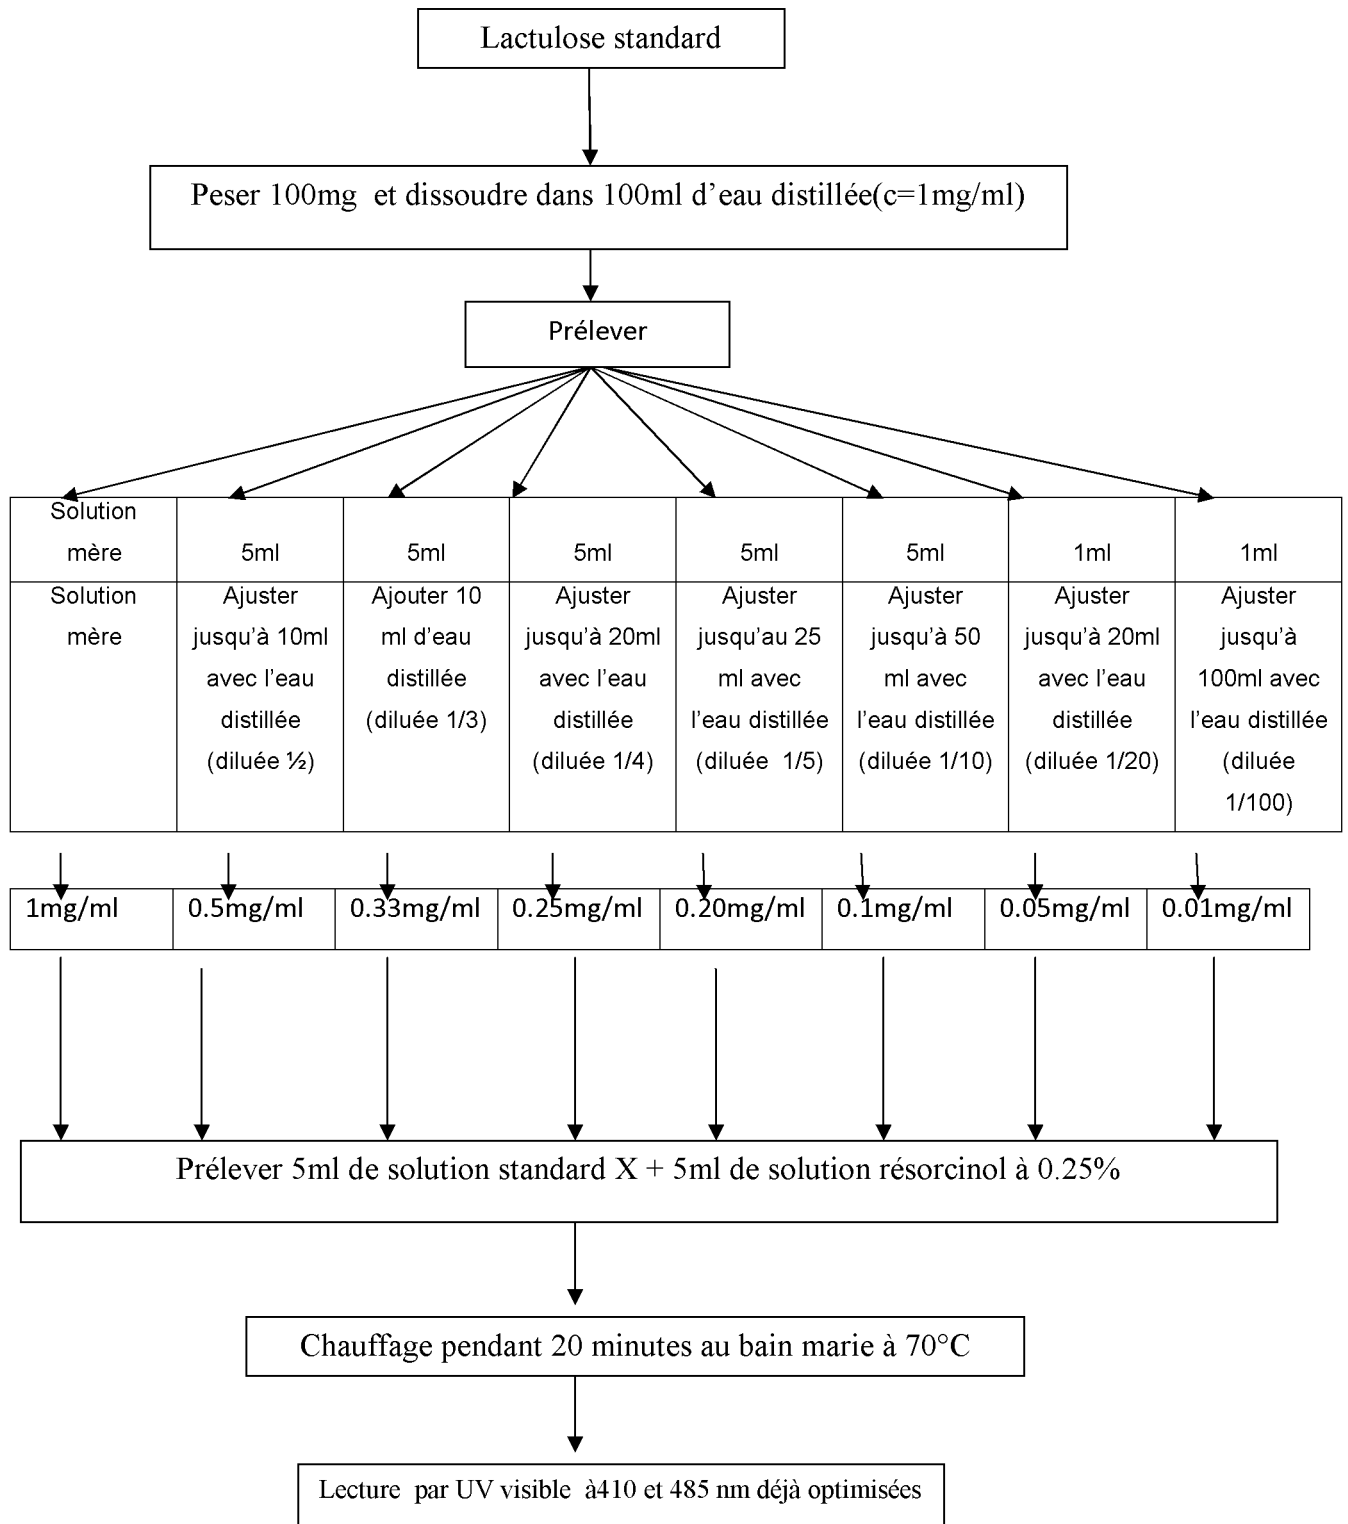 Lactulose standard
Peser 100mg et dissoudre dans 100ml d’eau distillée(c=1mg/ml)
Prélever
Solution
mère
5ml
5ml
5ml
5ml
5ml
1ml
1ml
Solution
mère
Ajuster
jusqu’à 10ml
avec l’eau
distillée
(diluée ½)
Ajouter 10
ml d’eau
distillée
(diluée 1/3)
Ajuster
jusqu’à 20ml
avec l’eau
distillée
(diluée 1/4)
Ajuster
jusqu’au 25
ml avec
l’eau distillée
(diluée 1/5)
Ajuster
jusqu’à 50
ml avec
l’eau distillée
(diluée 1/10)
Ajuster
jusqu’à 20ml
avec l’eau
distillée
(diluée 1/20)
Ajuster
jusqu’à
100ml avec
l’eau distillée
(diluée
1/100)
1mg/ml
0.5mg/ml
0.33mg/ml
0.25mg/ml
0.20mg/ml
0.1mg/ml
0.05mg/ml
0.01mg/ml
Prélever 5ml de solution standard X + 5ml de solution résorcinol à 0.25%
Chauffage pendant 20 minutes au bain marie à 70°C
Lecture par UV visible à410 et 485 nm déjà optimisées